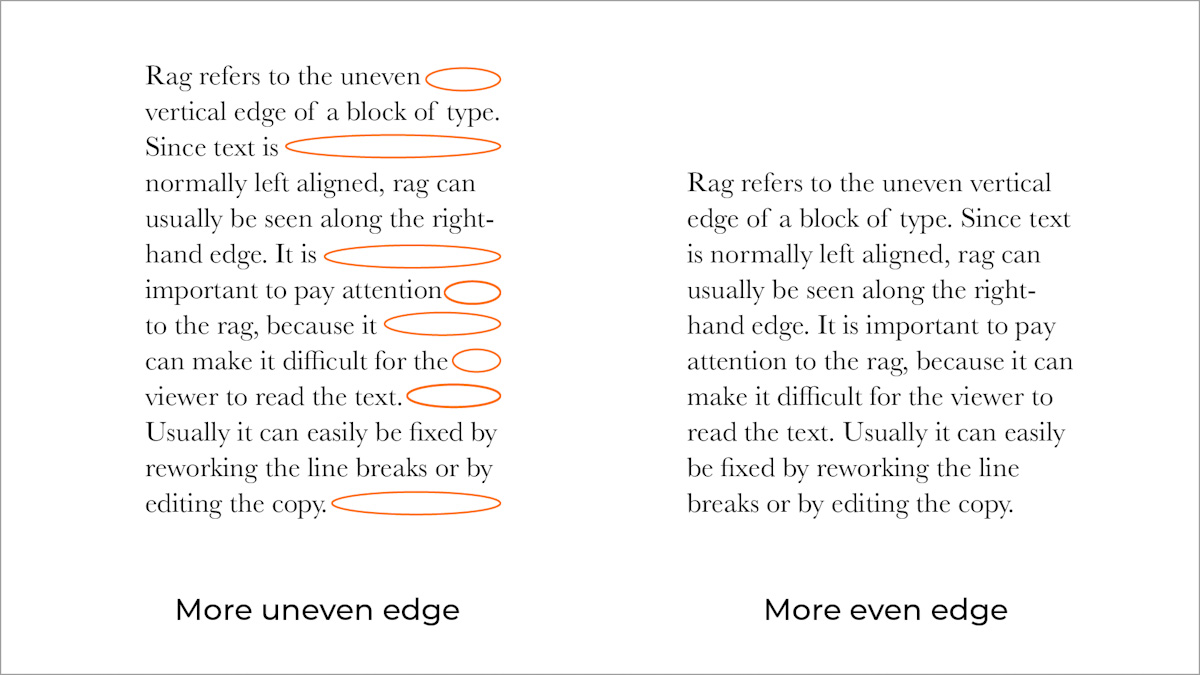 Rag refers to the uneven
vertical edge of a block of type.
Since text is
normally left aligned, rag can
usually be seen along the right-
hand edge. It is
important to pay attention
to the rag, because it
can make it difficult for the
viewer to read the text.
Usually it can easily be fixed by
reworking the line breaks or by
editing the copy.
More uneven edge
Rag refers to the uneven vertical
edge of a block of type. Since text
is normally left aligned, rag can
usually be seen along the right-
hand edge. It is important to pay
attention to the rag, because it can
make it difficult for the viewer to
read the text. Usually it can easily
be fixed by reworking the line
breaks or by editing the copy.
More even edge